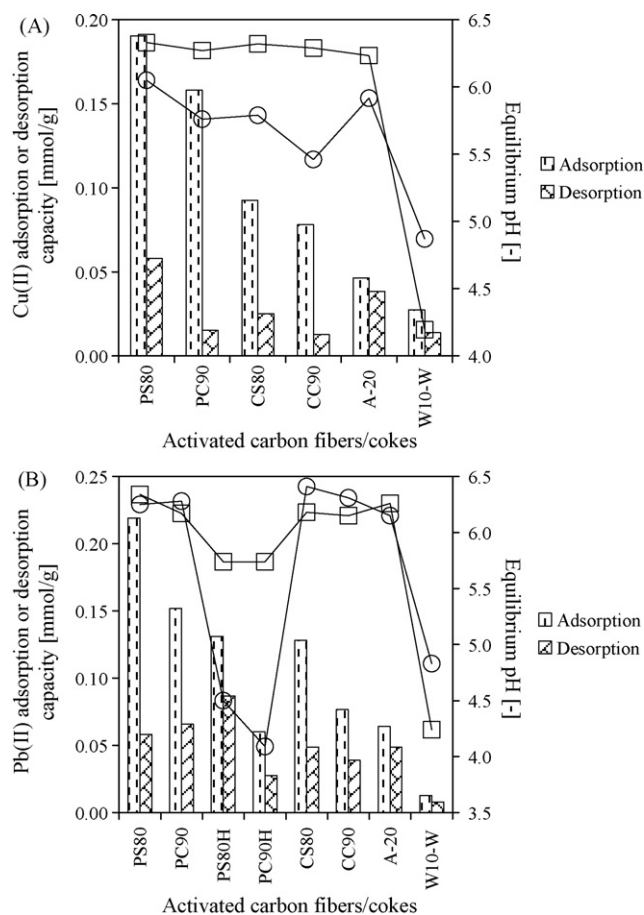 (A)
Cu(II) adsorption or desorption
capacity [mmol/g]
0.20
0.15
0.10
0.05
0.00
6.5
6.0
5.5
5.0
4.5
4.0
Equilibrium pH [-]
Adsorption
Desorption
PS80
PC90
CS80
CC90
A-20
W10-W
Activated carbon fibers/cokes
(B)
Pb(II) adsorption or desorption
capacity [mmol/g]
0.25
0.20
0.15
0.10
0.05
0.00
6.5
6.0
5.5
5.0
4.5
4.0
3.5
Equilibrium pH [-]
Adsorption
Desorption
PS80
PC90
PS80H
PC90H
CS80
CC90
A-20
W10-W
Activated carbon fibers/cokes